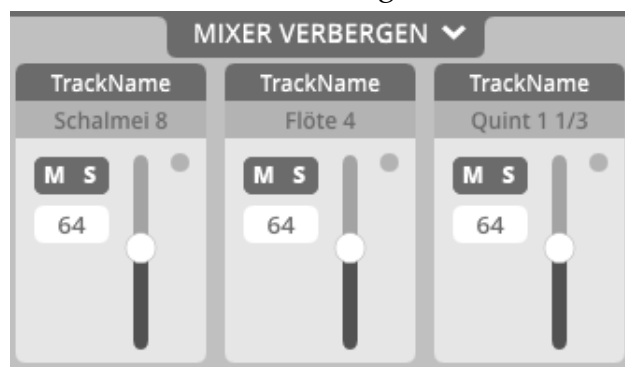 MIXER VERBERGEN
TrackName TrackName TrackName
Schalmei 8 Flöte 4 Quint 1 1/3
M S M S M S
64 64 64